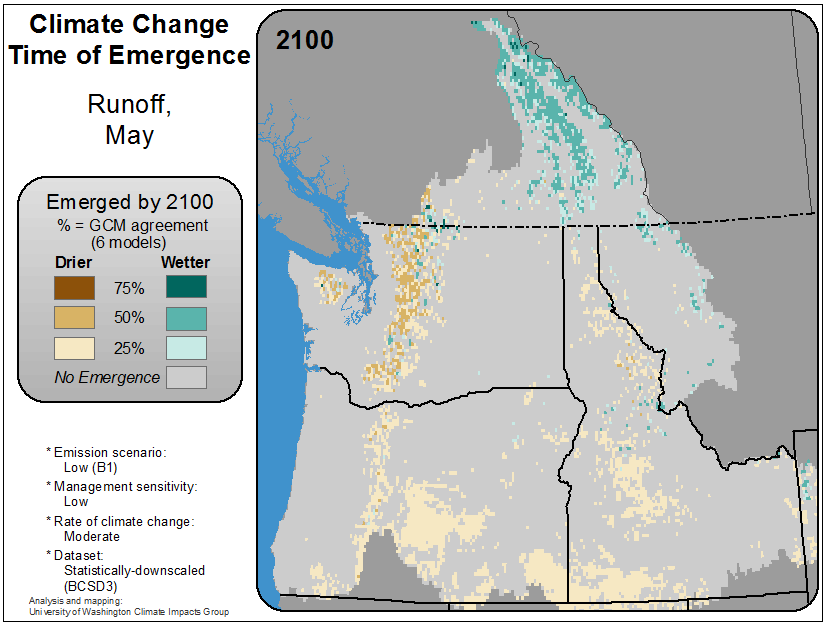 Climate Change
Time of Emergence
Runoff,
May
2100
Emerged by 2100
% = GCM agreement
(6 models)
Drier Wetter
75%
50%
25%
No Emergence
* Emission scenario:
Low (B1)
* Management sensitivity:
Low
* Rate of climate change:
Moderate
* Dataset:
Statistically-downscaled
(BCSD3)
Analysis and mapping:
University of Washington Climate Impacts Group